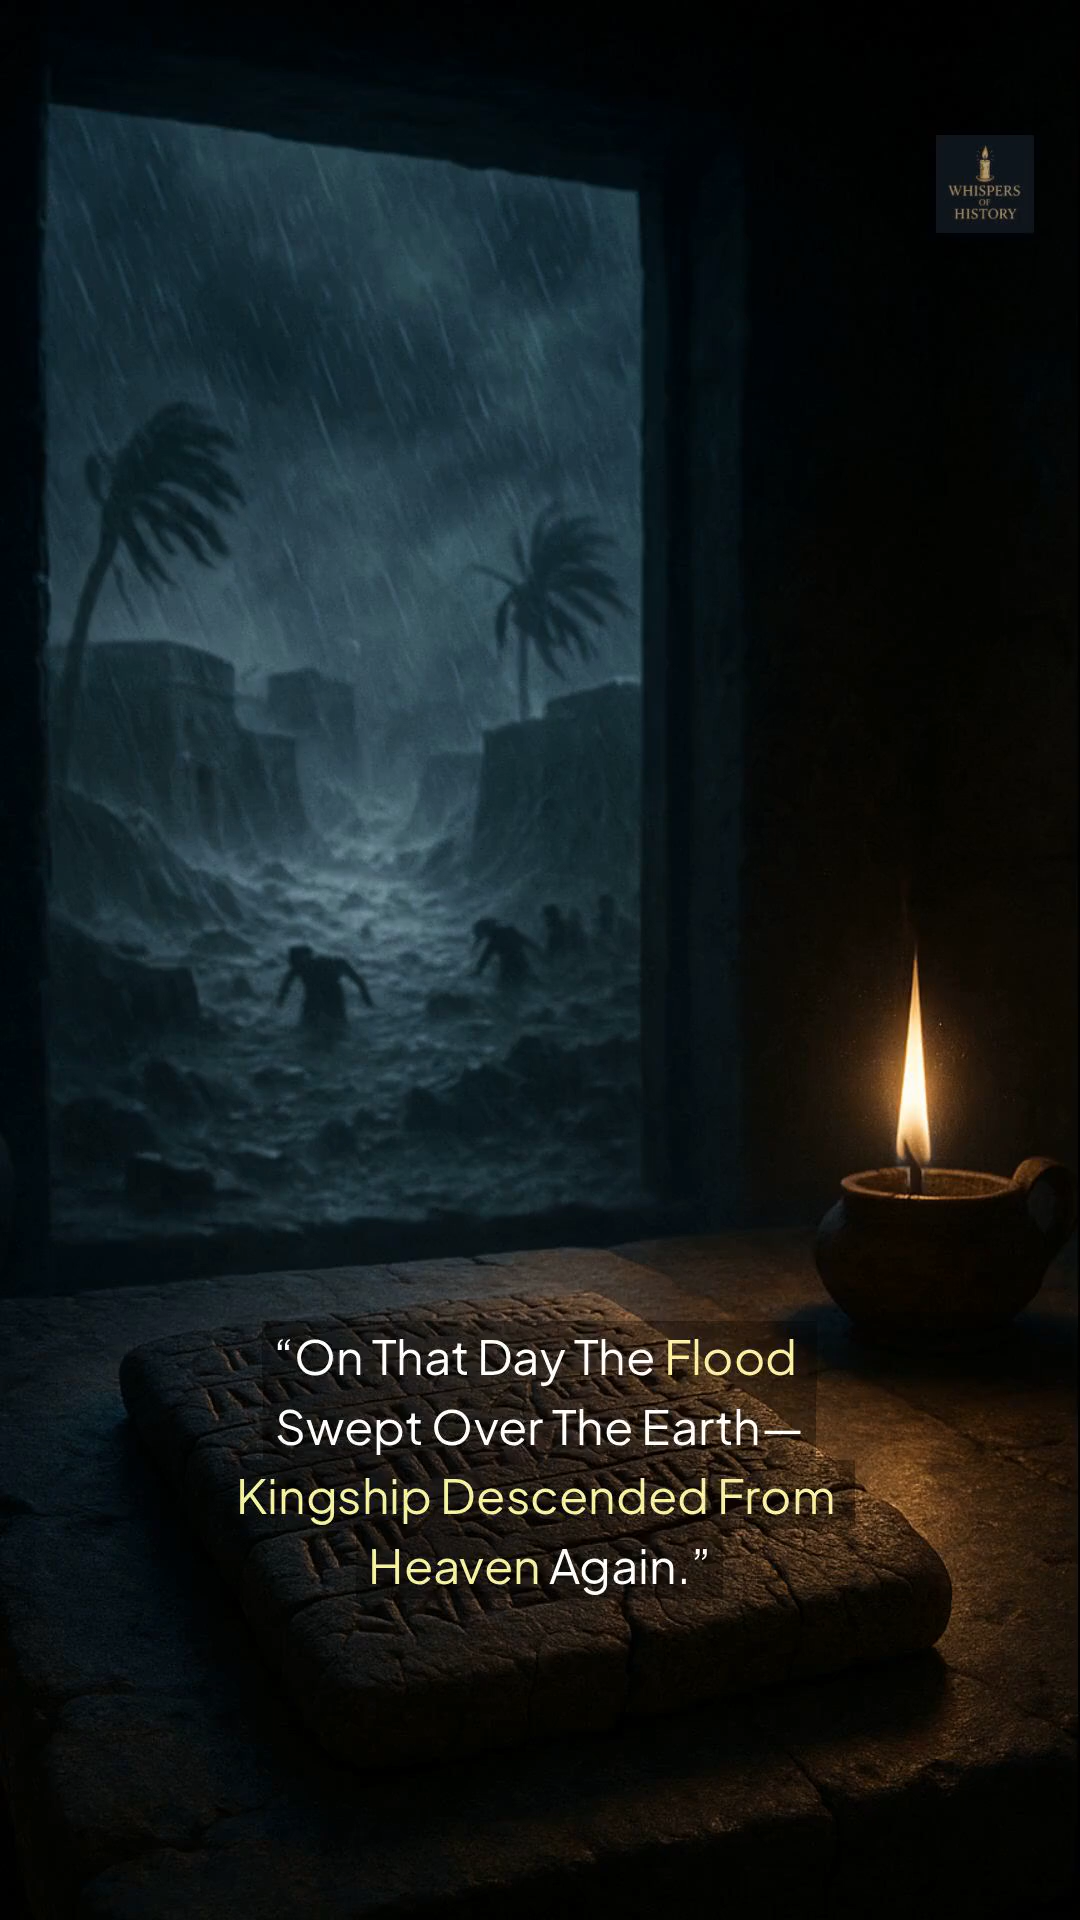 WHISPERS
OF
HISTORY
“On That Day The Flood
Swept Over The Earth—
Kingship Descended From
Heaven Again.”